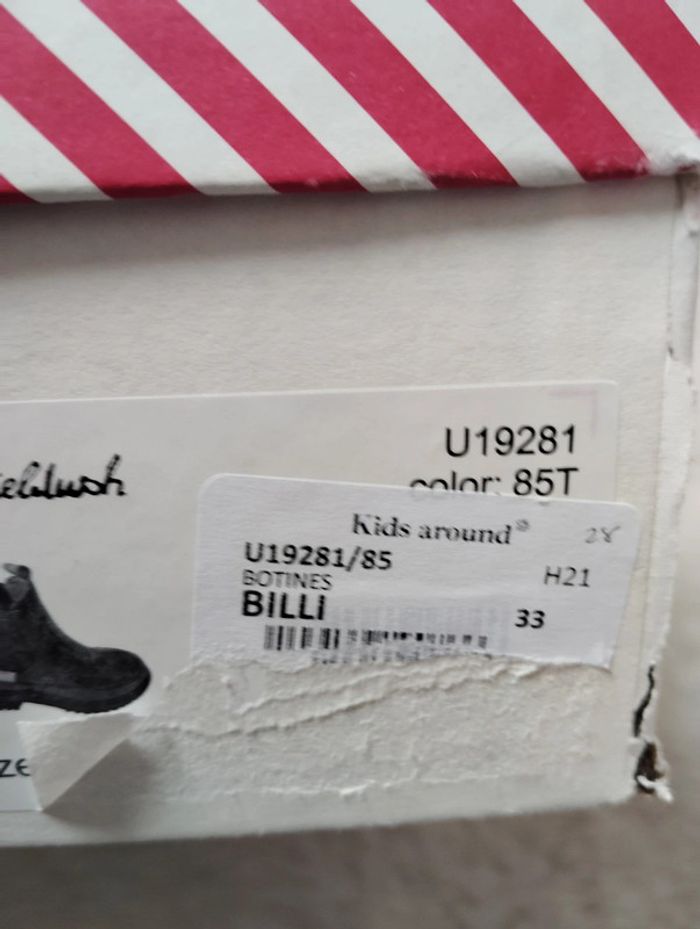 U19281
color: 85T
Kids around®
28
U19281/85
H21
BOTINES
BILLi
33